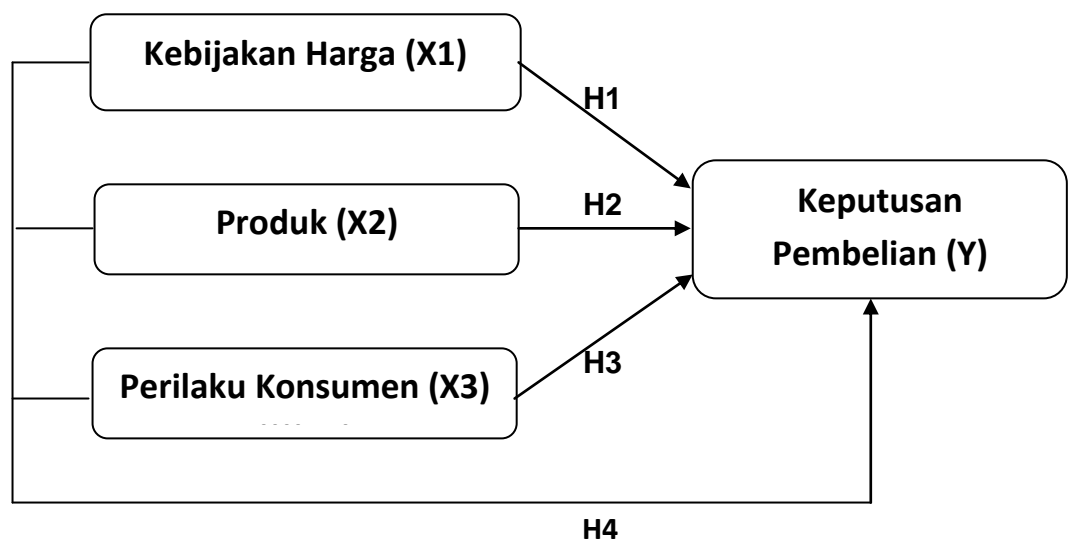 Kebijakan Harga (X1)
H1
Produk (X2)
H2
Keputusan
Pembelian (Y)
Perilaku Konsumen (X3)
H3
H4